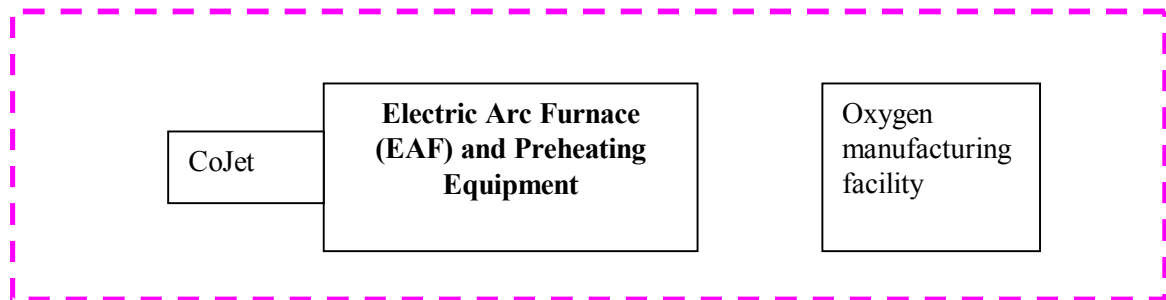 CoJet
Electric Arc Furnace
(EAF) and Preheating
Equipment
Oxygen
manufacturing
facility